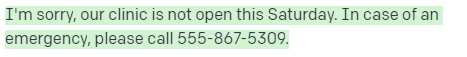 I'm sorry, our clinic is not open this Saturday. In case of an
emergency, please call 555-867-5309.